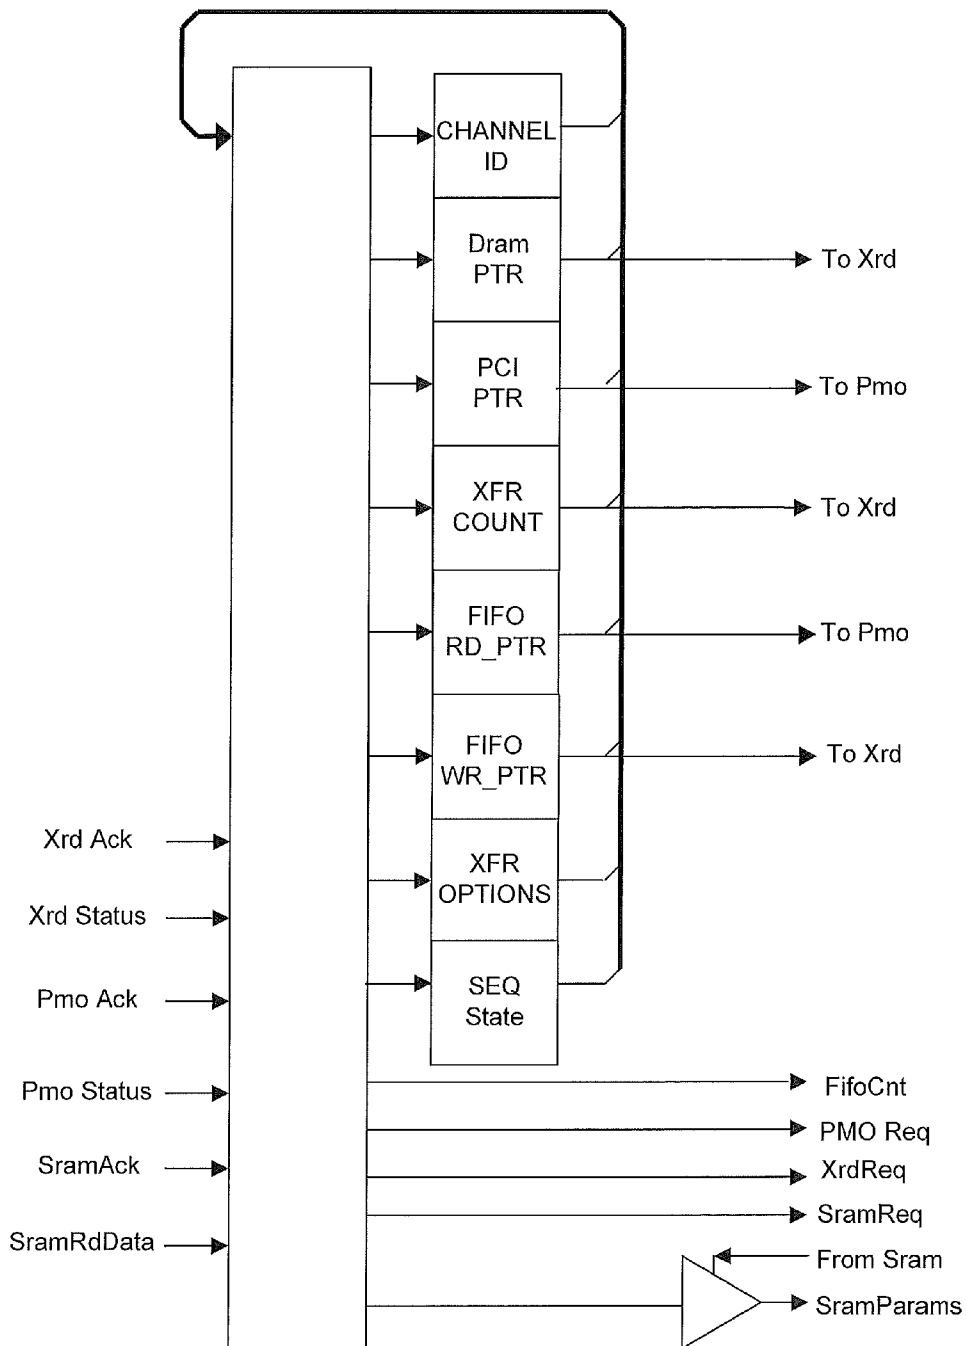 CHANNEL
ID
Dram
PTR
To Xrd
PCI
PTR
To Pmo
XFR
COUNT
To Xrd
FIFO
RD_PTR
To Pmo
FIFO
WR_PTR
To Xrd
Xrd Ack
XFR
OPTIONS
Xrd Status
Pmo Ack
SEQ
State
Pmo Status
FifoCnt
PMO Req
SramAck
XrdReq
SramReq
SramRdData
From Sram
SramParams